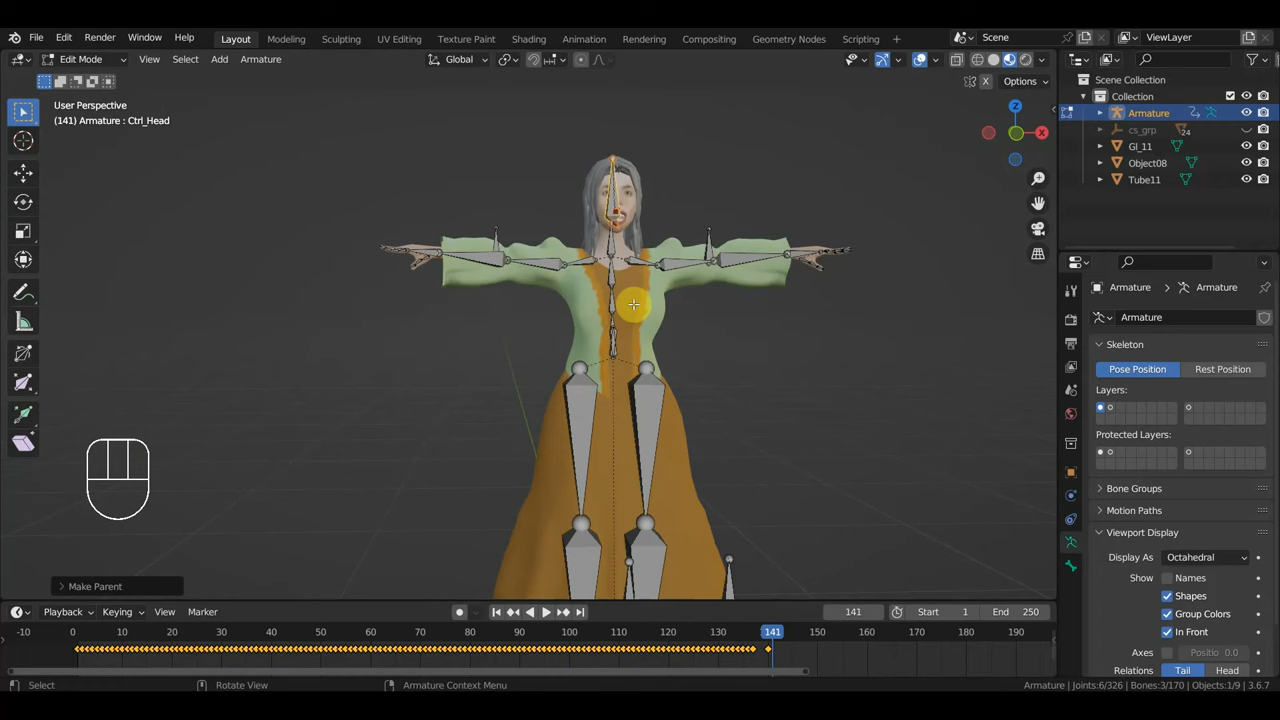 File Edit Render Window Help Layout Modeling Sculpting UV Editing Texture Paint Shading Animation Rendering Compositing Geometry Nodes Scripting + Scene ViewLayer
Edit Mode View Select Add Armature Global
X Options
User Perspective
(141) Armature : Ctrl_Head
Z
X
Scene Collection
Collection
Armature
cs_grp 24
GI_11
Object08
Tube11
Armature Armature
Armature
Skeleton
Pose Position Rest Position
Layers:
Protected Layers:
Bone Groups
Motion Paths
Viewport Display
Display As Octahedral
Show Names
Shapes
Group Colors
In Front
Axes Positio 0.0
Relations Tail Head
Make Parent
Playback Keying View Marker 141 Start 1 End 250
-10 1 10 20 30 40 50 60 70 80 90 100 110 120 130 141 150 160 170 180 190
Select Rotate View Armature Context Menu Armature | Joints:6/326 | Bones:3/170 | Objects:1/9 | 3.6.7